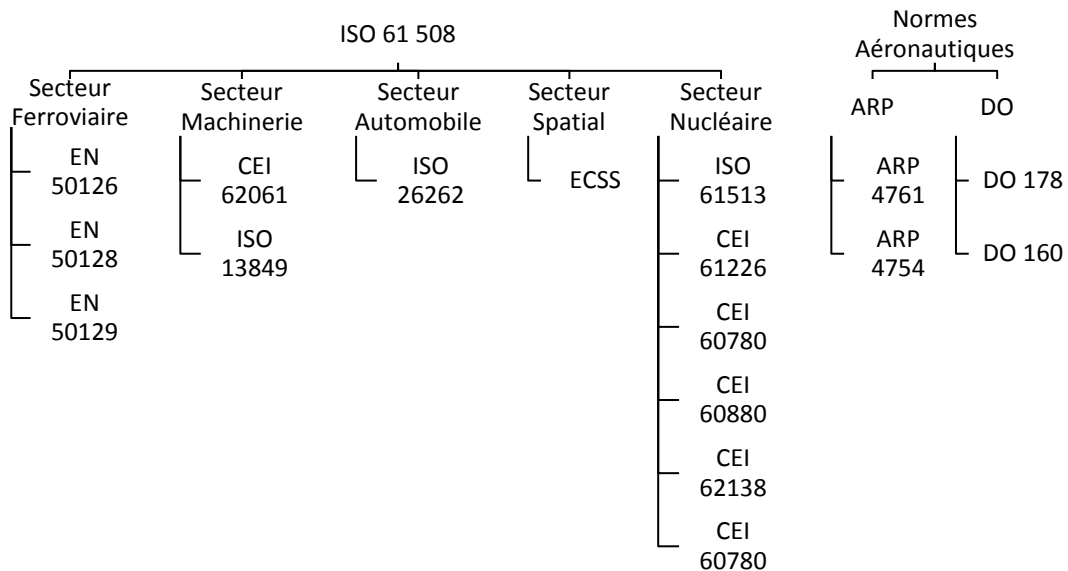 ISO 61 508
Secteur
Ferroviaire
EN
50126
EN
50128
EN
50129
Secteur
Machinerie
CEI
62061
ISO
13849
Secteur
Automobile
ISO
26262
Secteur
Spatial
ECSS
Secteur
Nucléaire
ISO
61513
CEI
61226
CEI
60780
CEI
60880
CEI
62138
CEI
60780
Normes
Aéronautiques
ARP
ARP
4761
ARP
4754
DO
DO 178
DO 160